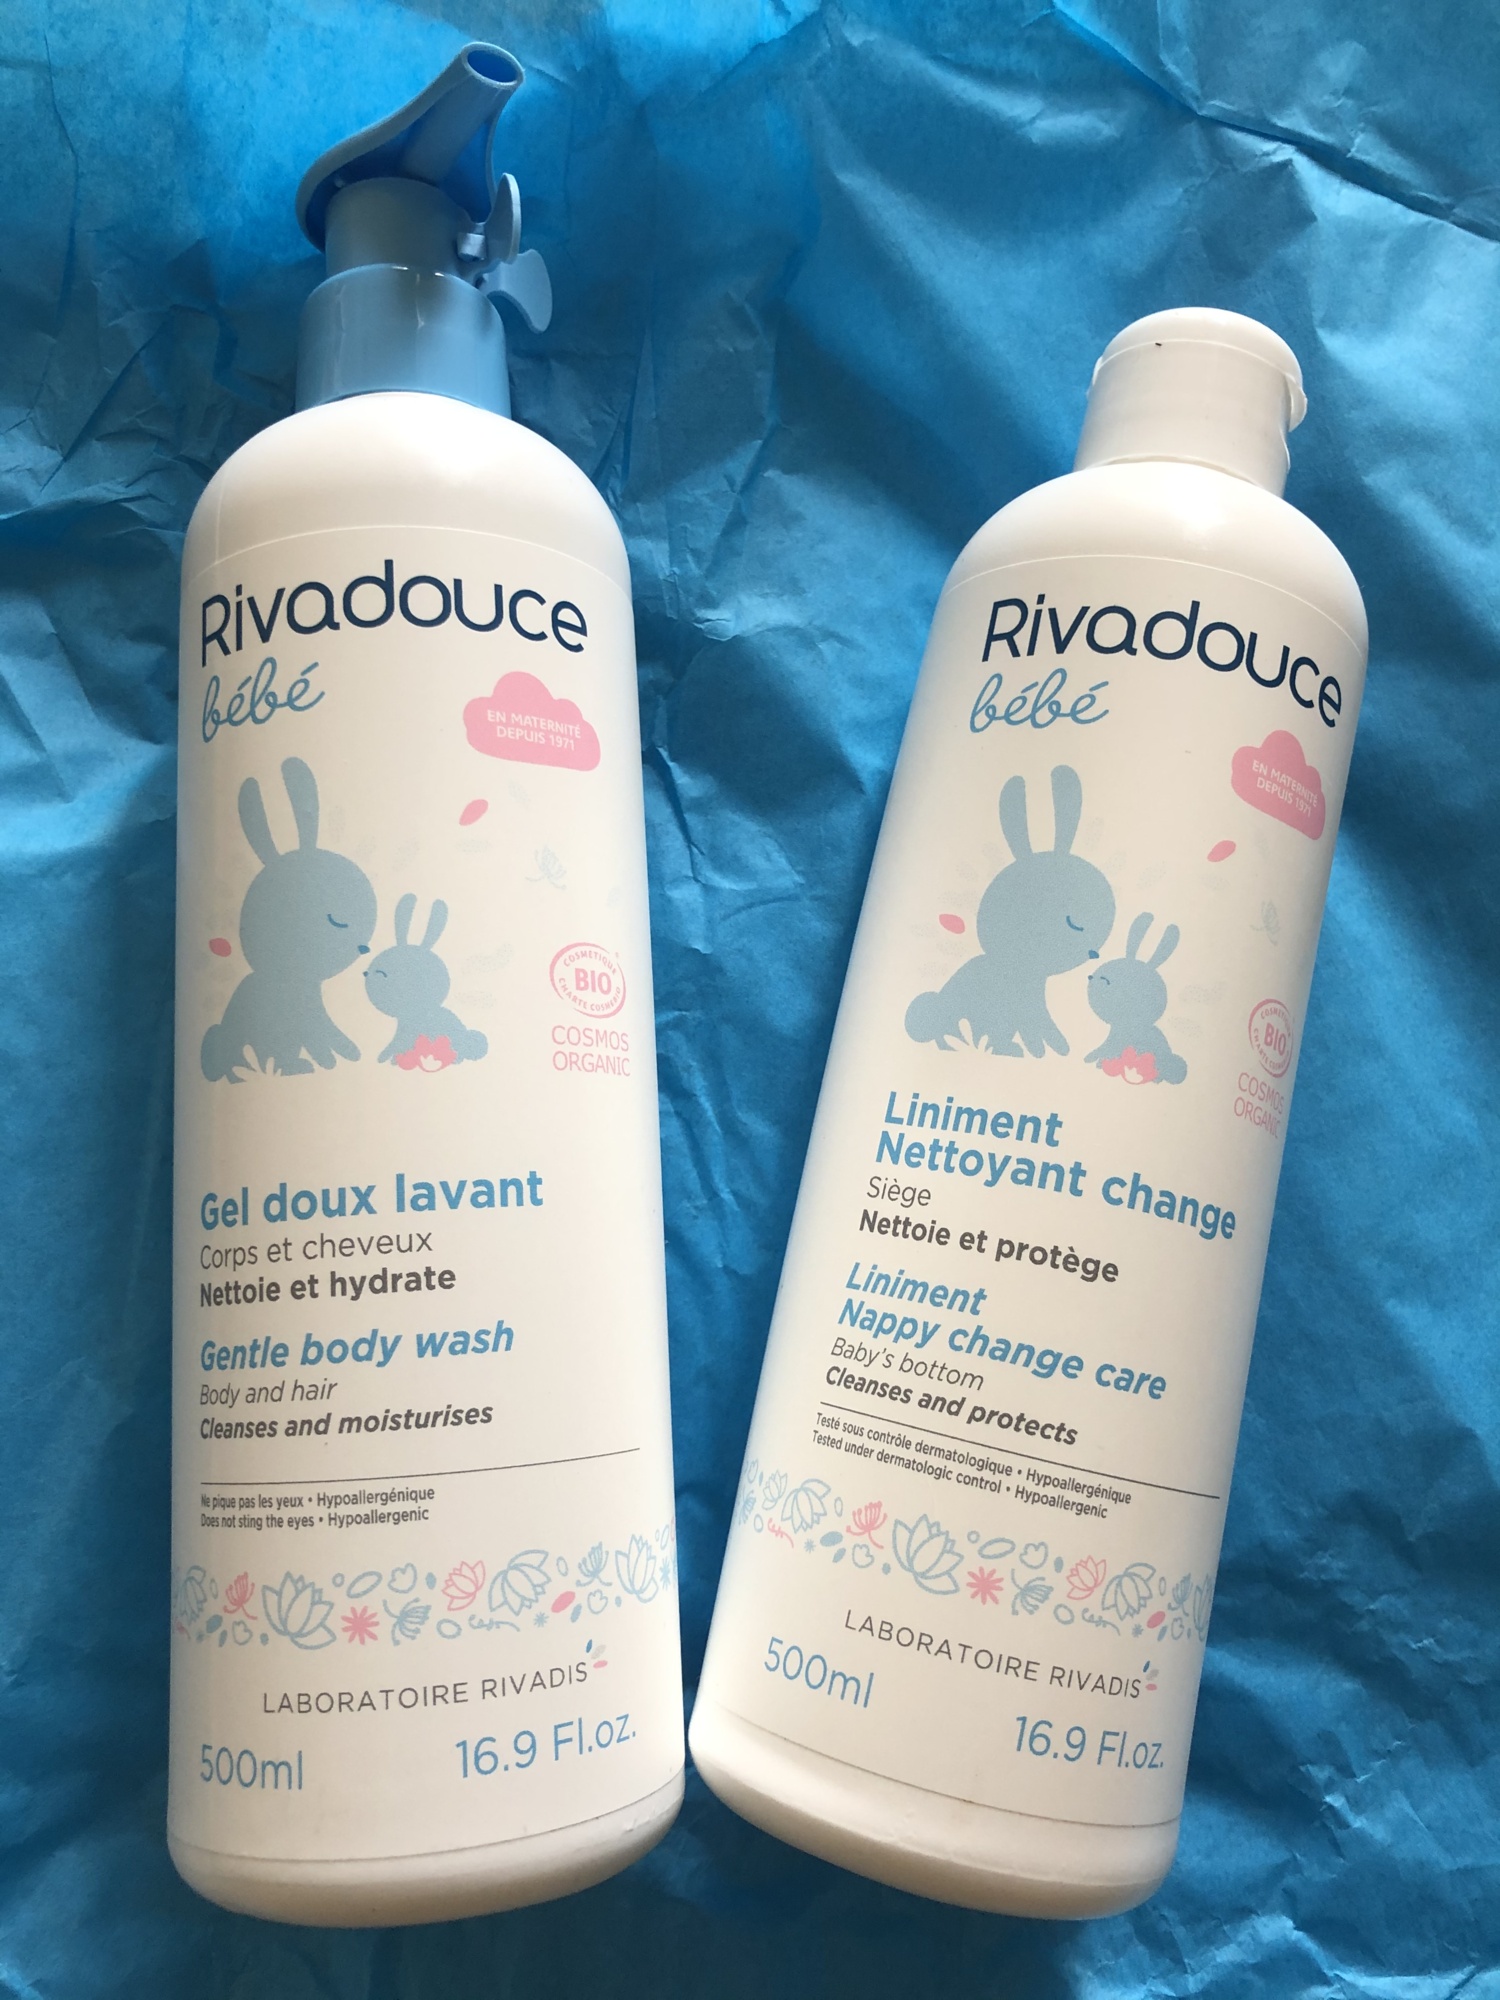 Rivadouce
bébé
EN MATERNITÉ
DEPUIS 1971
COSMÉTIQUE
BIO
CHARTE COSMEBIO
COSMOS
ORGANIC
Gel doux lavant
Corps et cheveux
Nettoie et hydrate
Gentle body wash
Body and hair
Cleanses and moisturises
Ne pique pas les yeux • Hypoallergénique
Does not sting the eyes • Hypoallergenic
LABORATOIRE RIVADIS
500ml
16.9 Fl.oz.
Rivadouce
bébé
EN MATERNITÉ
DEPUIS 1971
BIO
COSMOS
ORGANIC
Liniment
Nettoyant change
Siège
Nettoie et protège
Liniment
Nappy change care
Baby's bottom
Cleanses and protects
Testé sous contrôle dermatologique • Hypoallergénique
Tested under dermatologic control • Hypoallergenic
LABORATOIRE RIVADIS
500ml
16.9 Fl.oz.